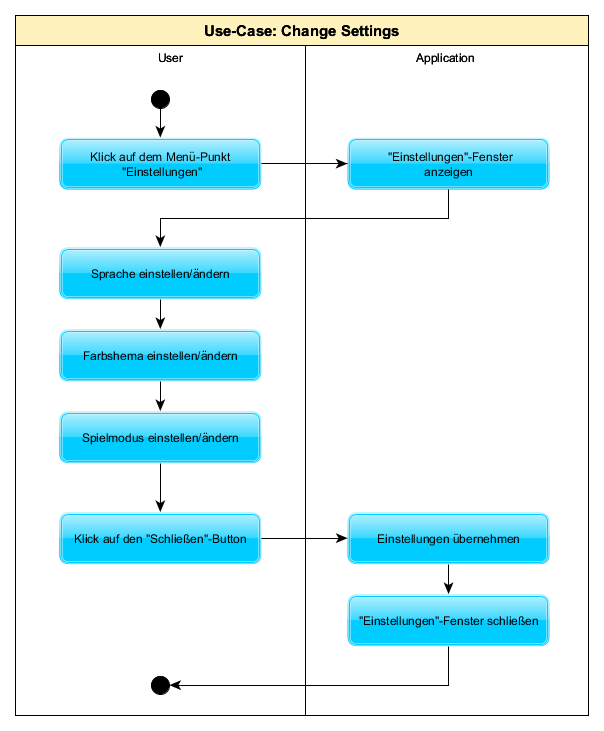 Use-Case: Change Settings
User
Application
Klick auf dem Menü-Punkt
"Einstellungen"
"Einstellungen"-Fenster
anzeigen
Sprache einstellen/ändern
Farbshema einstellen/ändern
Spielmodus einstellen/ändern
Klick auf den "Schließen"-Button
Einstellungen übernehmen
"Einstellungen"-Fenster schließen